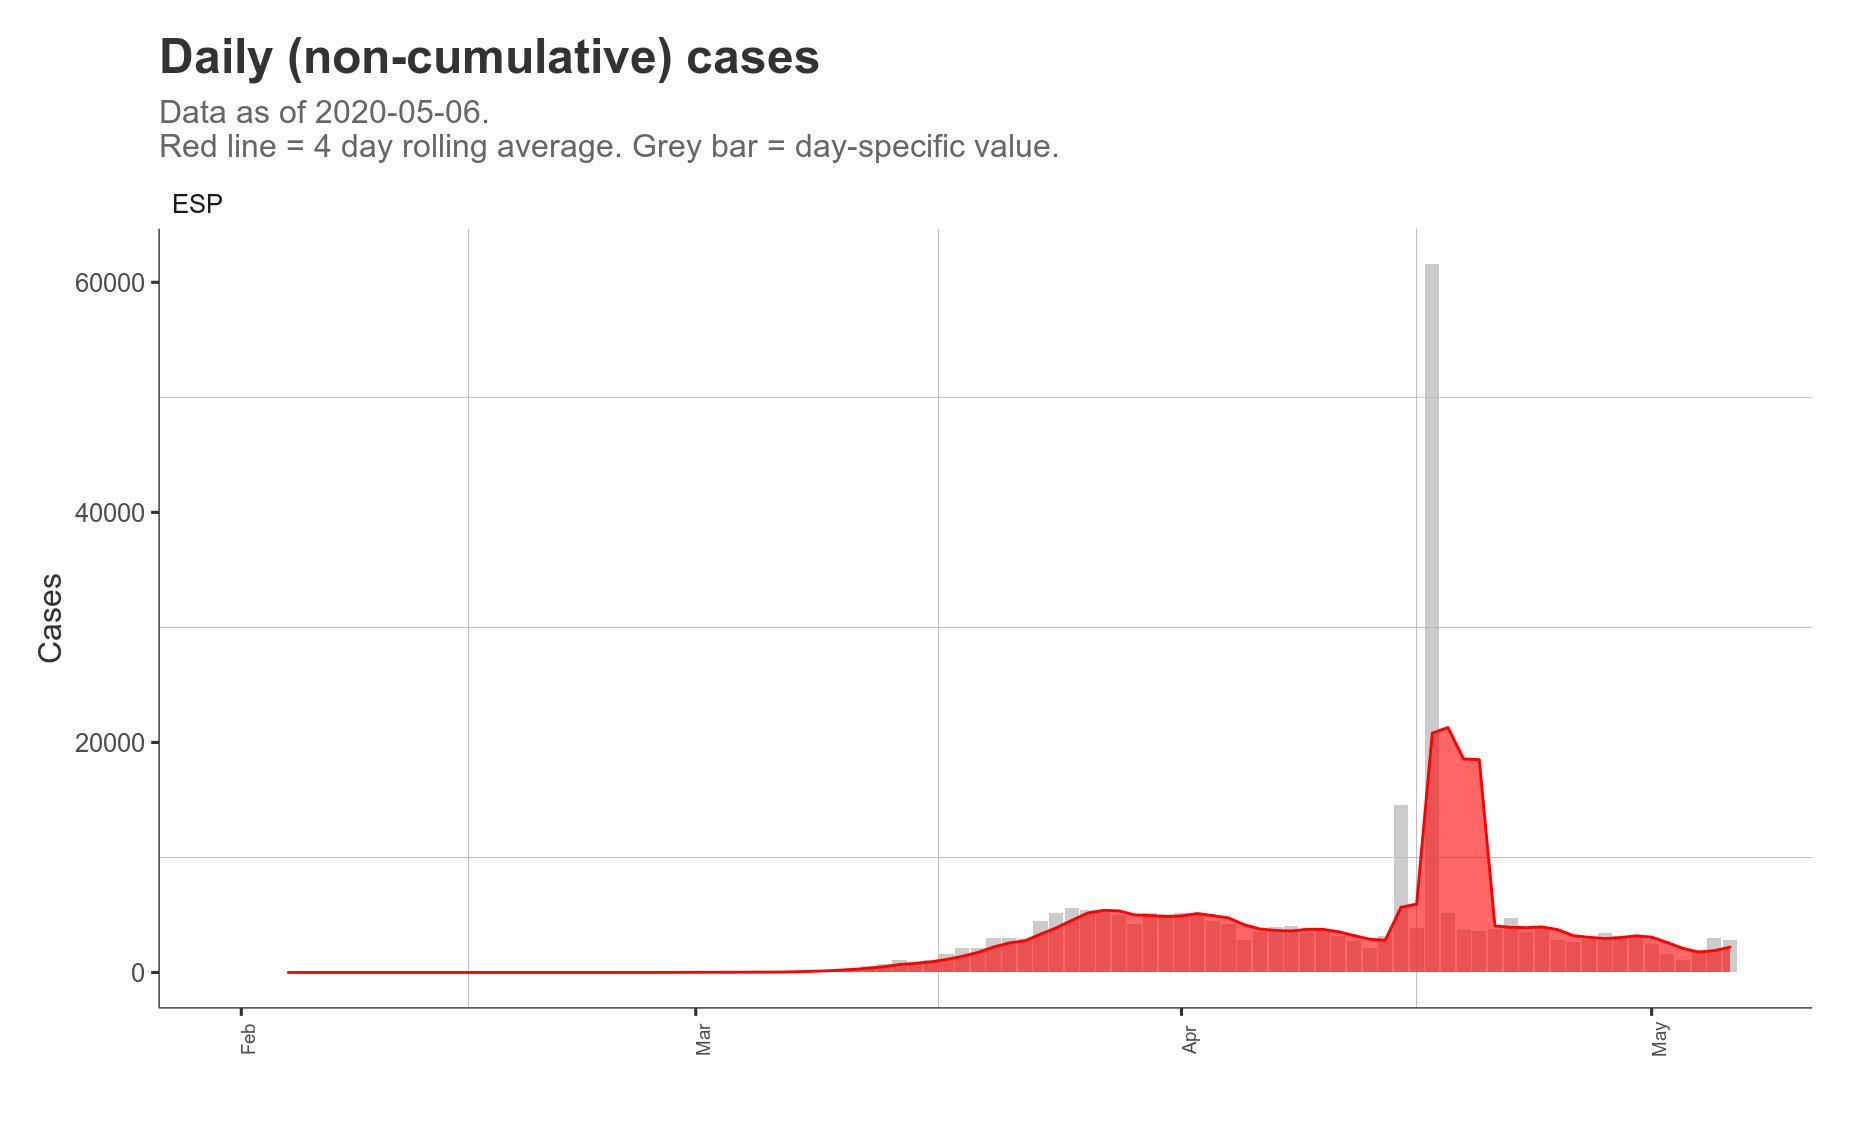 Daily (non-cumulative) cases
Data as of 2020-05-06.
Red line = 4 day rolling average. Grey bar = day-specific value.
ESP
60000
40000
20000
0
Cases
Feb
Mar
Apr
May